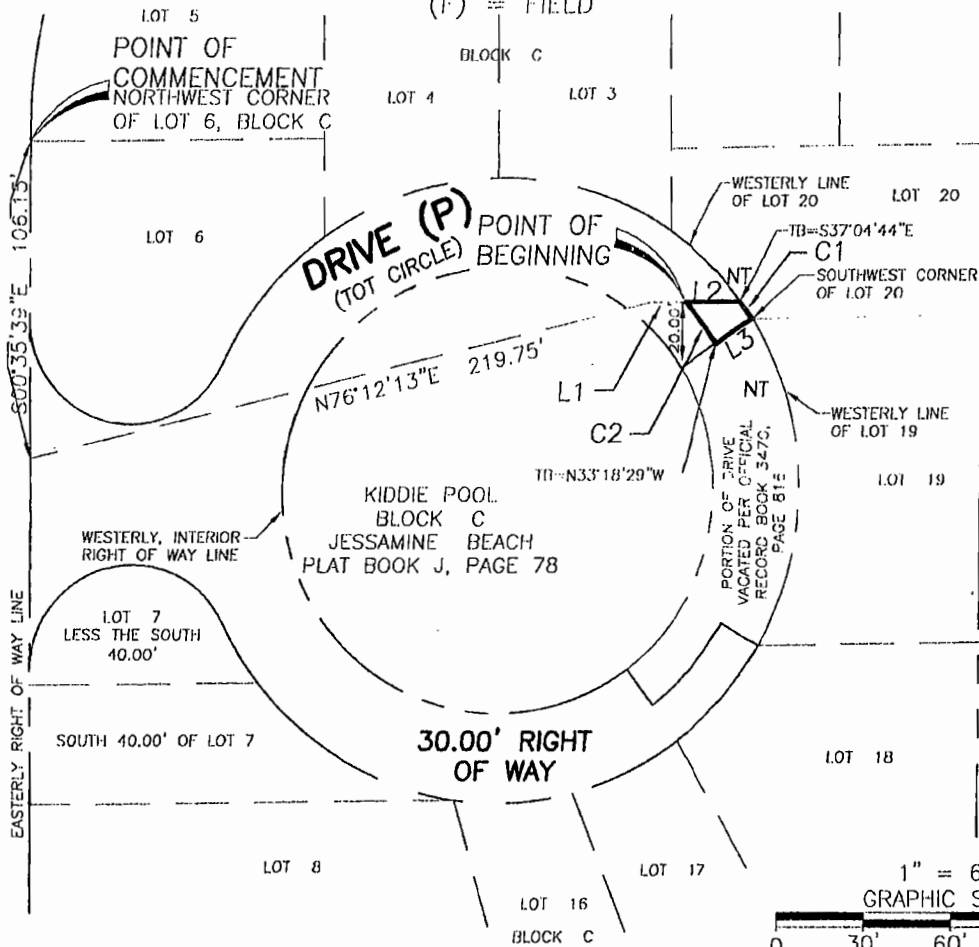 (F) = FIELD
LOT 5
POINT OF
COMMENCEMENT
NORTHWEST CORNER
OF LOT 6, BLOCK C
BLOCK C
LOT 4
LOT 3
LOT 6
S00°35'39"E 106.15'
DRIVE (P)
(TOT CIRCLE)
POINT OF
BEGINNING
WESTERLY LINE
OF LOT 20
LOT 20
TB=S37°04'44"E
C1
NT
L2
SOUTHWEST CORNER
OF LOT 20
20.00'
L3
N76°12'13"E 219.75'
L1
NT
C2
WESTERLY LINE
OF LOT 19
TB=N33°18'29"W
LOT 19
KIDDIE POOL
BLOCK C
JESSAMINE BEACH
PLAT BOOK J, PAGE 78
PORTION OF DRIVE
VACATED PER OFFICIAL
RECORD BOOK 3470,
PAGE
WESTERLY, INTERIOR
RIGHT OF WAY LINE
LOT 7
LESS THE SOUTH
40.00'
EASTERLY RIGHT OF WAY LINE
SOUTH 40.00' OF LOT 7
30.00' RIGHT
OF WAY
LOT 18
LOT 8
LOT 17
LOT 16
BLOCK C
1" = 6
GRAPHIC S
0 30' 60'